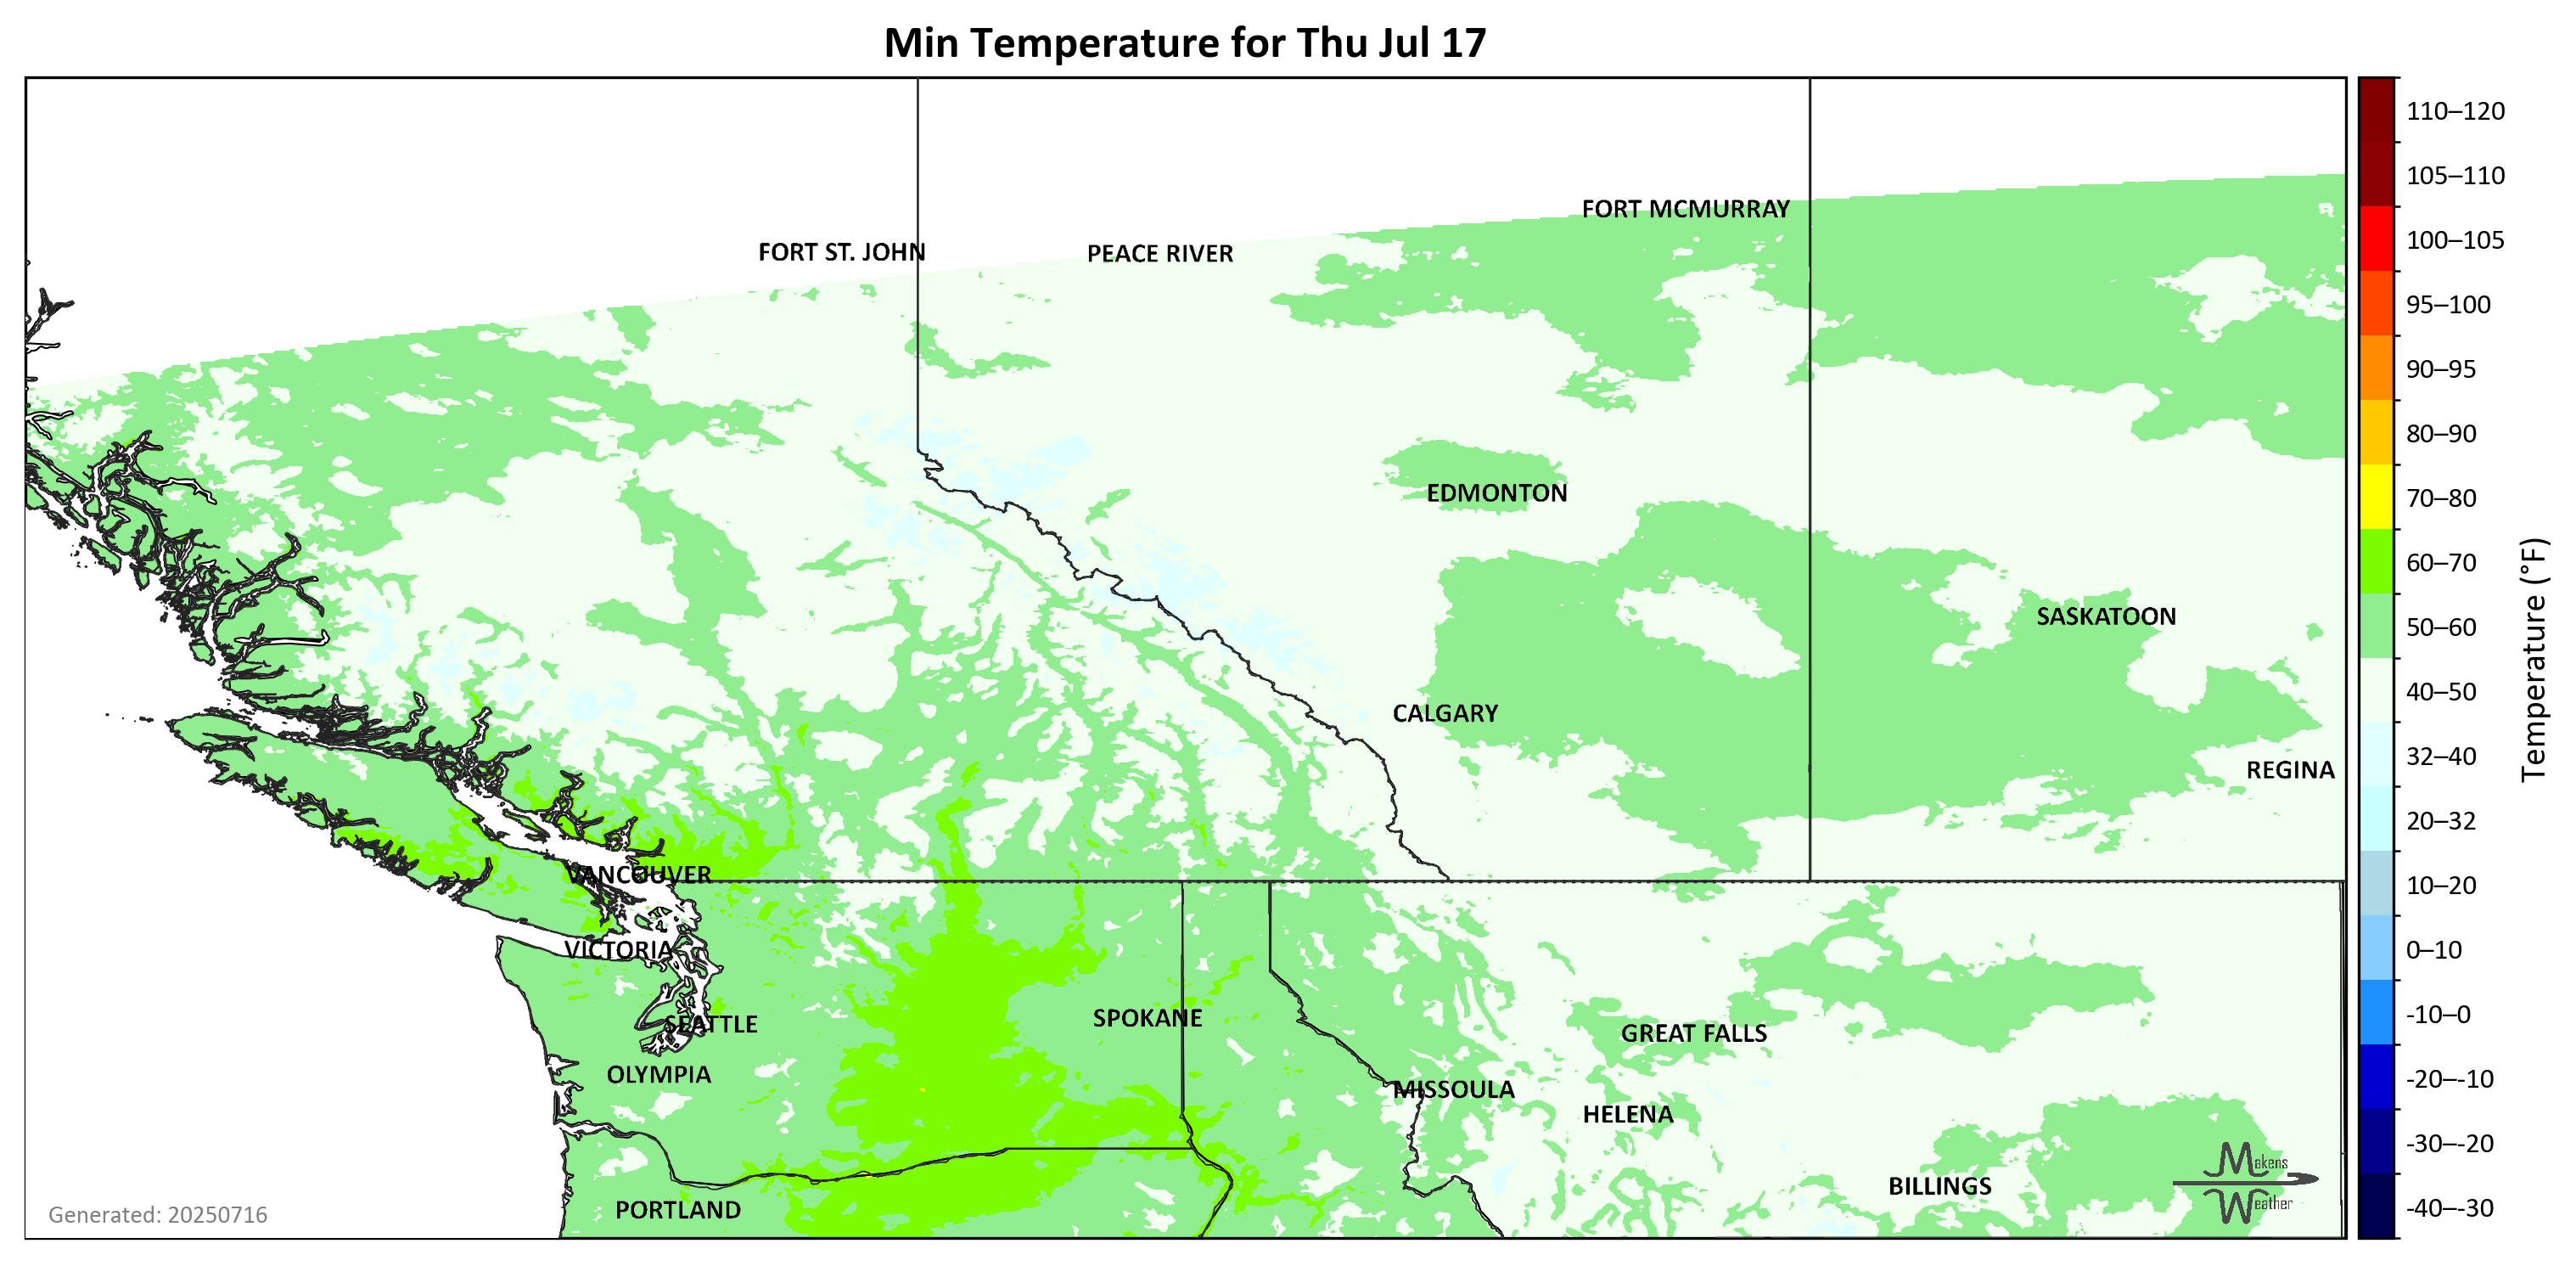 Min Temperature for Thu Jul 17
110–120
105–110
100–105
95–100
90–95
80–90
70–80
60–70
50–60
40–50
32–40
20–32
10–20
0–10
-10–0
-20–-10
-30–-20
-40–-30
Temperature (°F)
FORT MCMURRAY
FORT ST. JOHN
PEACE RIVER
EDMONTON
SASKATOON
CALGARY
REGINA
VANCOUVER
VICTORIA
SPOKANE
SEATTLE
GREAT FALLS
OLYMPIA
MISSOULA
HELENA
BILLINGS
PORTLAND
Makens
Weather
Generated: 20250716